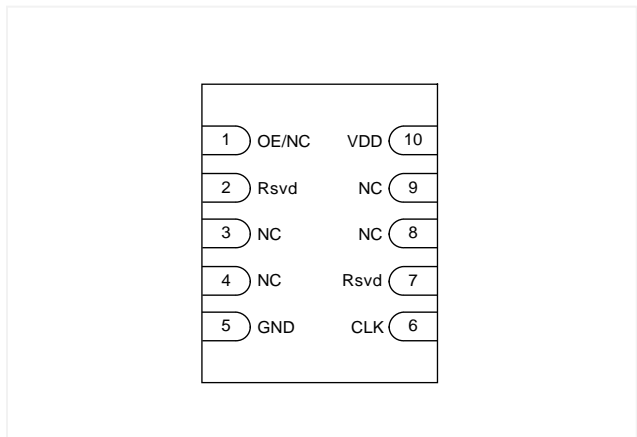 1 OE/NC VDD 10
2 Rsvd NC 9
3 NC NC 8
4 NC Rsvd 7
5 GND CLK 6